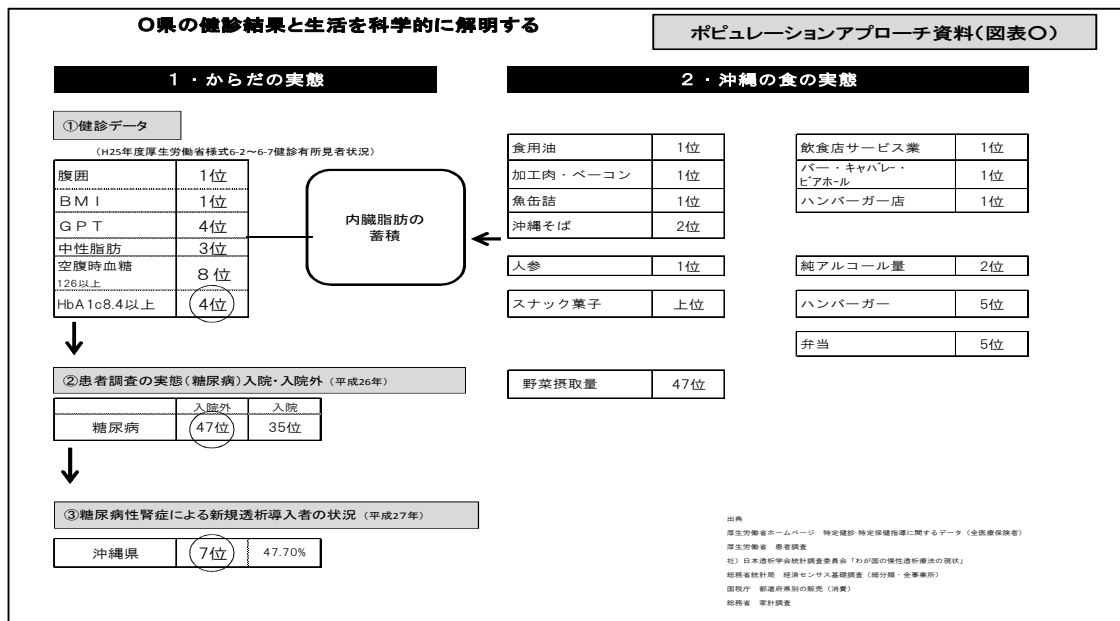 〇県の健診結果と生活を科学的に解明する
ポピュレーションアプローチ資料(図表〇)
1・からだの実態
①健診データ
(H25年度厚生労働省様式6-2～6-7健診有所見者状況)
腹囲 1位
BMI 1位
GPT 4位
中性脂肪 3位
空腹時血糖 8位
126以上
HbA1c8.4以上 4位
内臓脂肪の
蓄積
②患者調査の実態(糖尿病)入院・入院外 (平成26年)
入院外 入院
糖尿病 47位 35位
③糖尿病性腎症による新規透析導入者の状況 (平成27年)
沖縄県 7位 47.70%
2・沖縄の食の実態
食用油 1位
加工肉・ベーコン 1位
魚缶詰 1位
沖縄そば 2位
人参 1位
スナック菓子 上位
野菜摂取量 47位
飲食店サービス業 1位
バー・キャバレー・
ビアホール 1位
ハンバーガー店 1位
純アルコール量 2位
ハンバーガー 5位
弁当 5位
出典
厚生労働省ホームページ 特定健診・特定保健指導に関するデータ (全医療保険者)
厚生労働省 患者調査
社) 日本透析学会統計調査委員会「わが国の慢性透析療法の現状」
総務省統計局 経済センサス基礎調査 (細分類・全事業所)
国税庁 都道府県別の販売 (消費)
総務省 家計調査